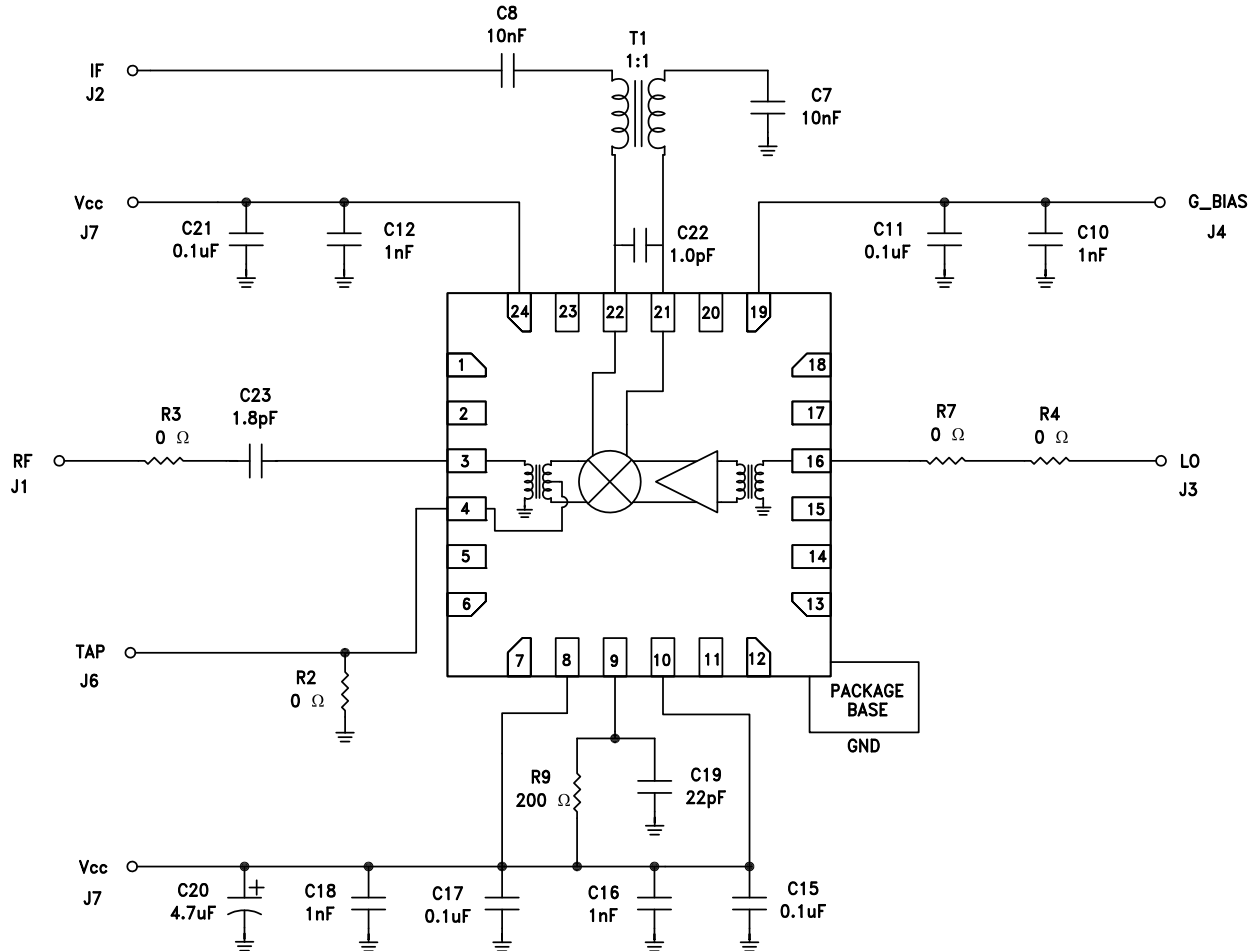 C8
10nF
T1
1:1
IF
J2
C7
10nF
Vcc
J7
C21
0.1uF
C12
1nF
C22
1.0pF
C11
0.1uF
C10
1nF
G_BIAS
J4
24
23
22
21
20
19
1
18
C23
1.8pF
R3
0 Ω
2
17
R7
0 Ω
R4
0 Ω
RF
J1
3
16
LO
J3
4
15
5
14
6
13
TAP
J6
R2
0 Ω
7
8
9
10
11
12
PACKAGE
BASE
GND
R9
200 Ω
C19
22pF
Vcc
J7
C20
4.7uF
+
C18
1nF
C17
0.1uF
C16
1nF
C15
0.1uF